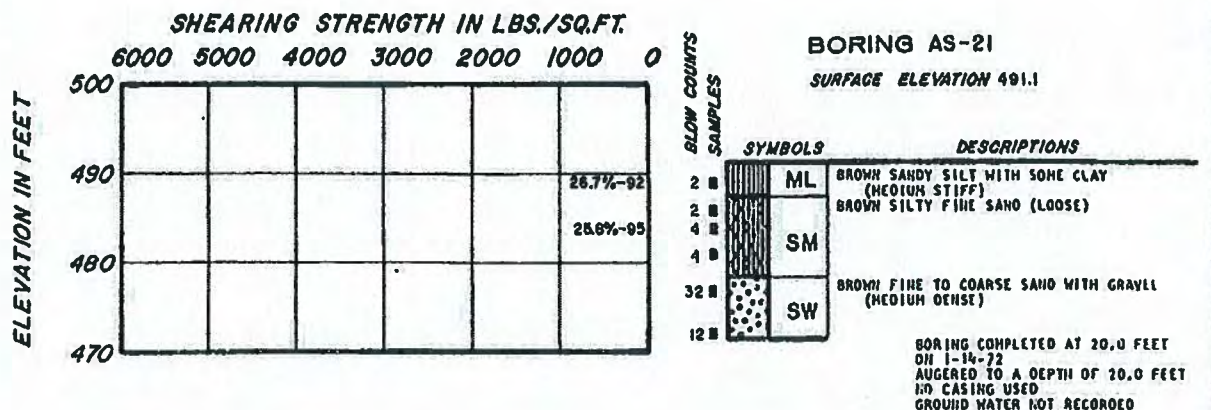 SHEARING STRENGTH IN LBS./SQ.FT.
6000 5000 4000 3000 2000 1000 0
ELEVATION IN FEET
500
490
480
470
26.7%-92
25.6%-95
BLOW COUNTS
SAMPLES
BORING AS-21
SURFACE ELEVATION 491.1
SYMBOLS DESCRIPTIONS
2 ML BROWN SANDY SILT WITH SOME CLAY
(MEDIUM STIFF)
2 BROWN SILTY FINE SAND (LOOSE)
4
SM
4
32 BROWN FINE TO COARSE SAND WITH GRAVEL
(MEDIUM DENSE)
SW
12
BORING COMPLETED AT 20.0 FEET
ON 1-14-72
AUGERED TO A DEPTH OF 20.0 FEET
NO CASING USED
GROUND WATER NOT RECORDED